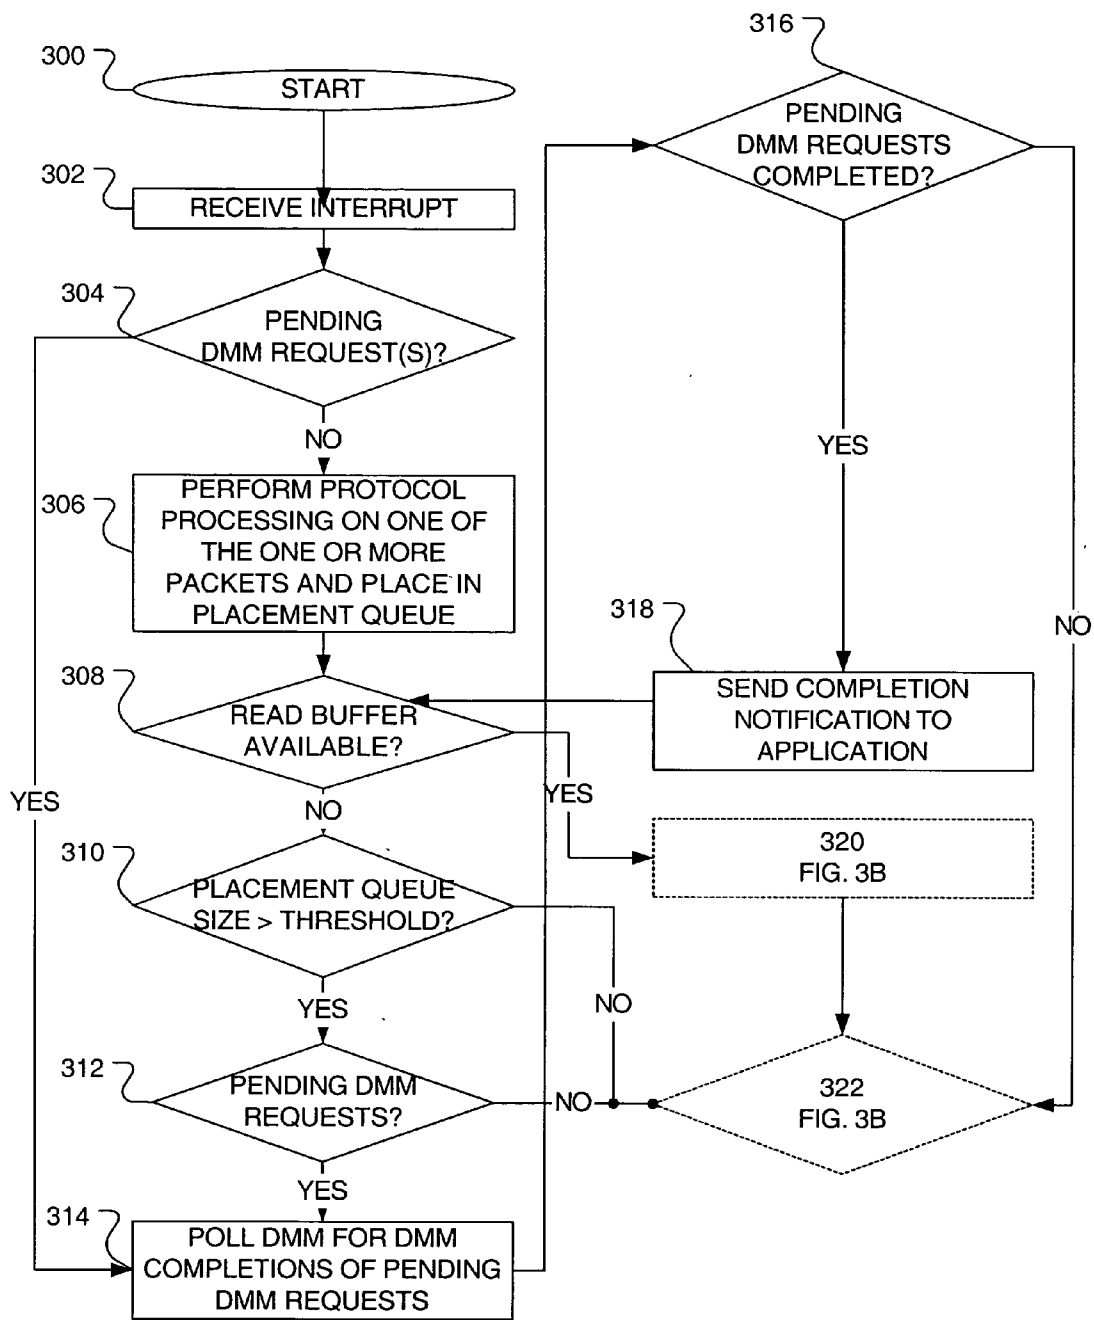 300
START
302
RECEIVE INTERRUPT
304
PENDING
DMM REQUEST(S)?
NO
306
PERFORM PROTOCOL
PROCESSING ON ONE OF
THE ONE OR MORE
PACKETS AND PLACE IN
PLACEMENT QUEUE
308
READ BUFFER
AVAILABLE?
YES
NO
YES
310
PLACEMENT QUEUE
SIZE > THRESHOLD?
YES
NO
312
PENDING DMM
REQUESTS?
NO
YES
314
POLL DMM FOR DMM
COMPLETIONS OF PENDING
DMM REQUESTS
316
PENDING
DMM REQUESTS
COMPLETED?
YES
NO
318
SEND COMPLETION
NOTIFICATION TO
APPLICATION
320
FIG. 3B
322
FIG. 3B